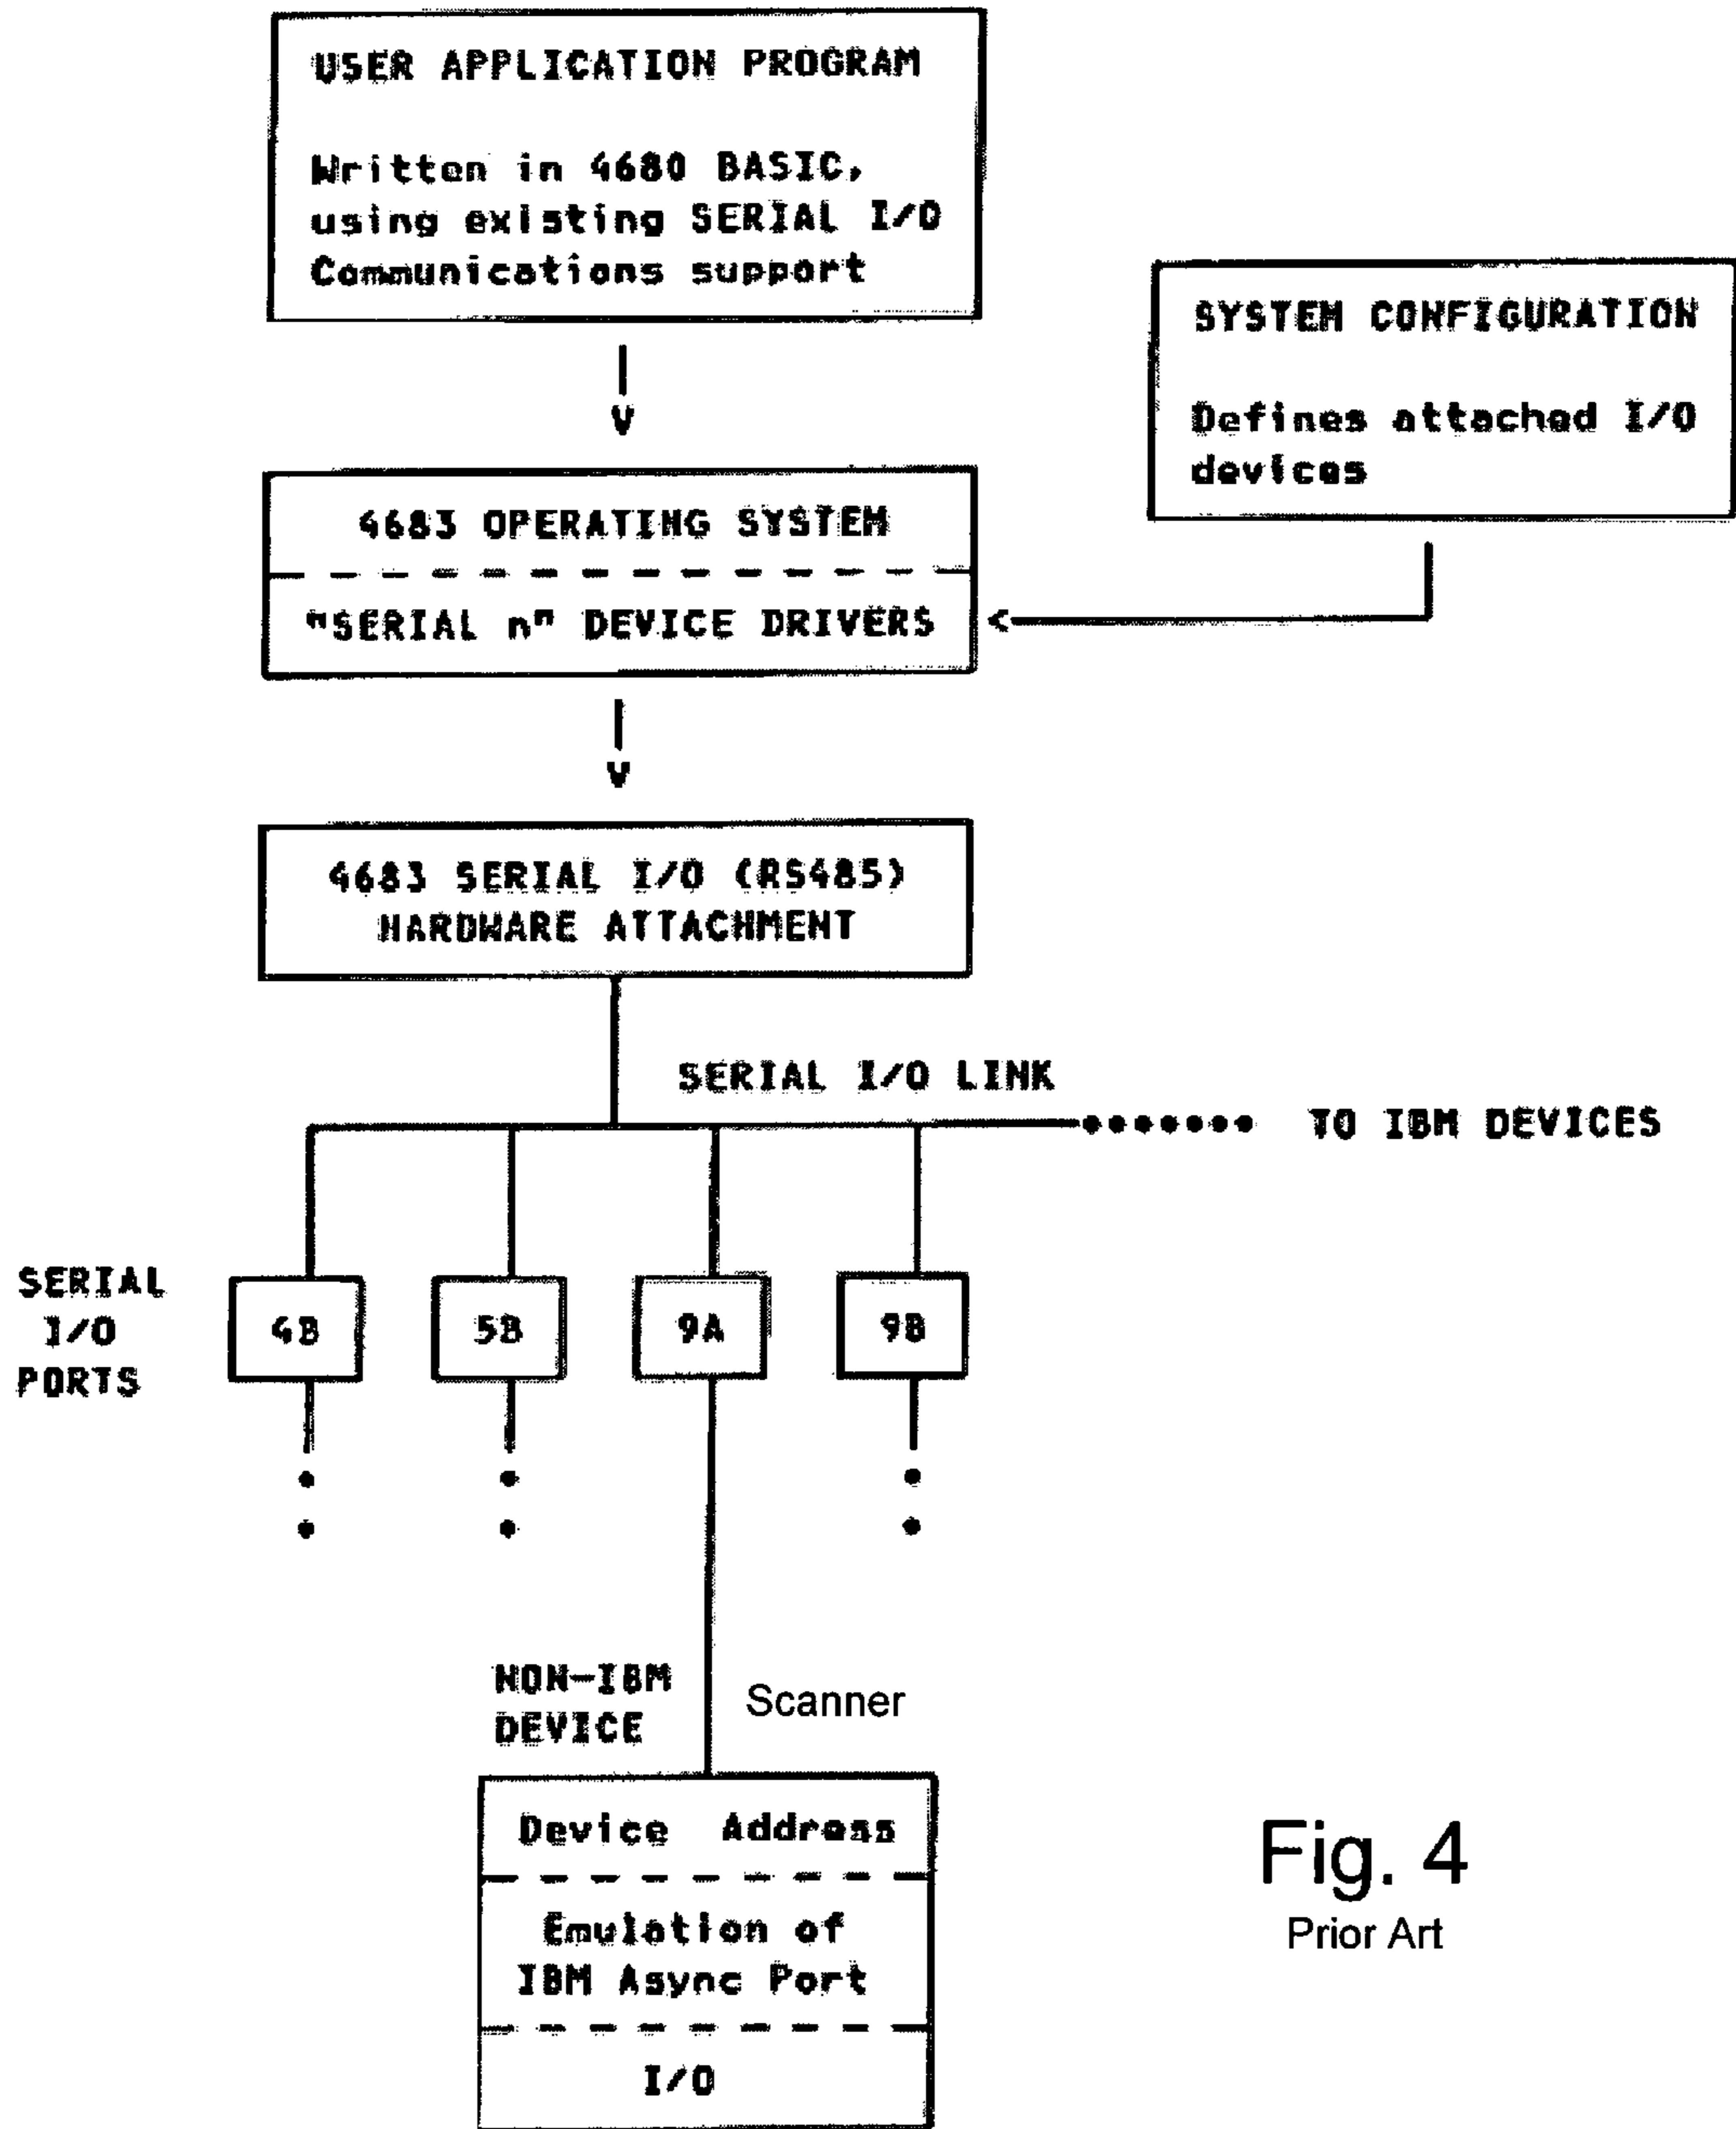 USER APPLICATION PROGRAM
Written in 4680 BASIC,
using existing SERIAL I/O
Communications support
SYSTEM CONFIGURATION
Defines attached I/O
devices
4683 OPERATING SYSTEM
"SERIAL n" DEVICE DRIVERS
4683 SERIAL I/O (RS485)
HARDWARE ATTACHMENT
SERIAL I/O LINK
TO IBM DEVICES
SERIAL
I/O
PORTS
4B
5B
9A
9B
NON-IBM
DEVICE
Scanner
Device Address
Emulation of
IBM Async Port
I/O
Fig. 4
Prior Art